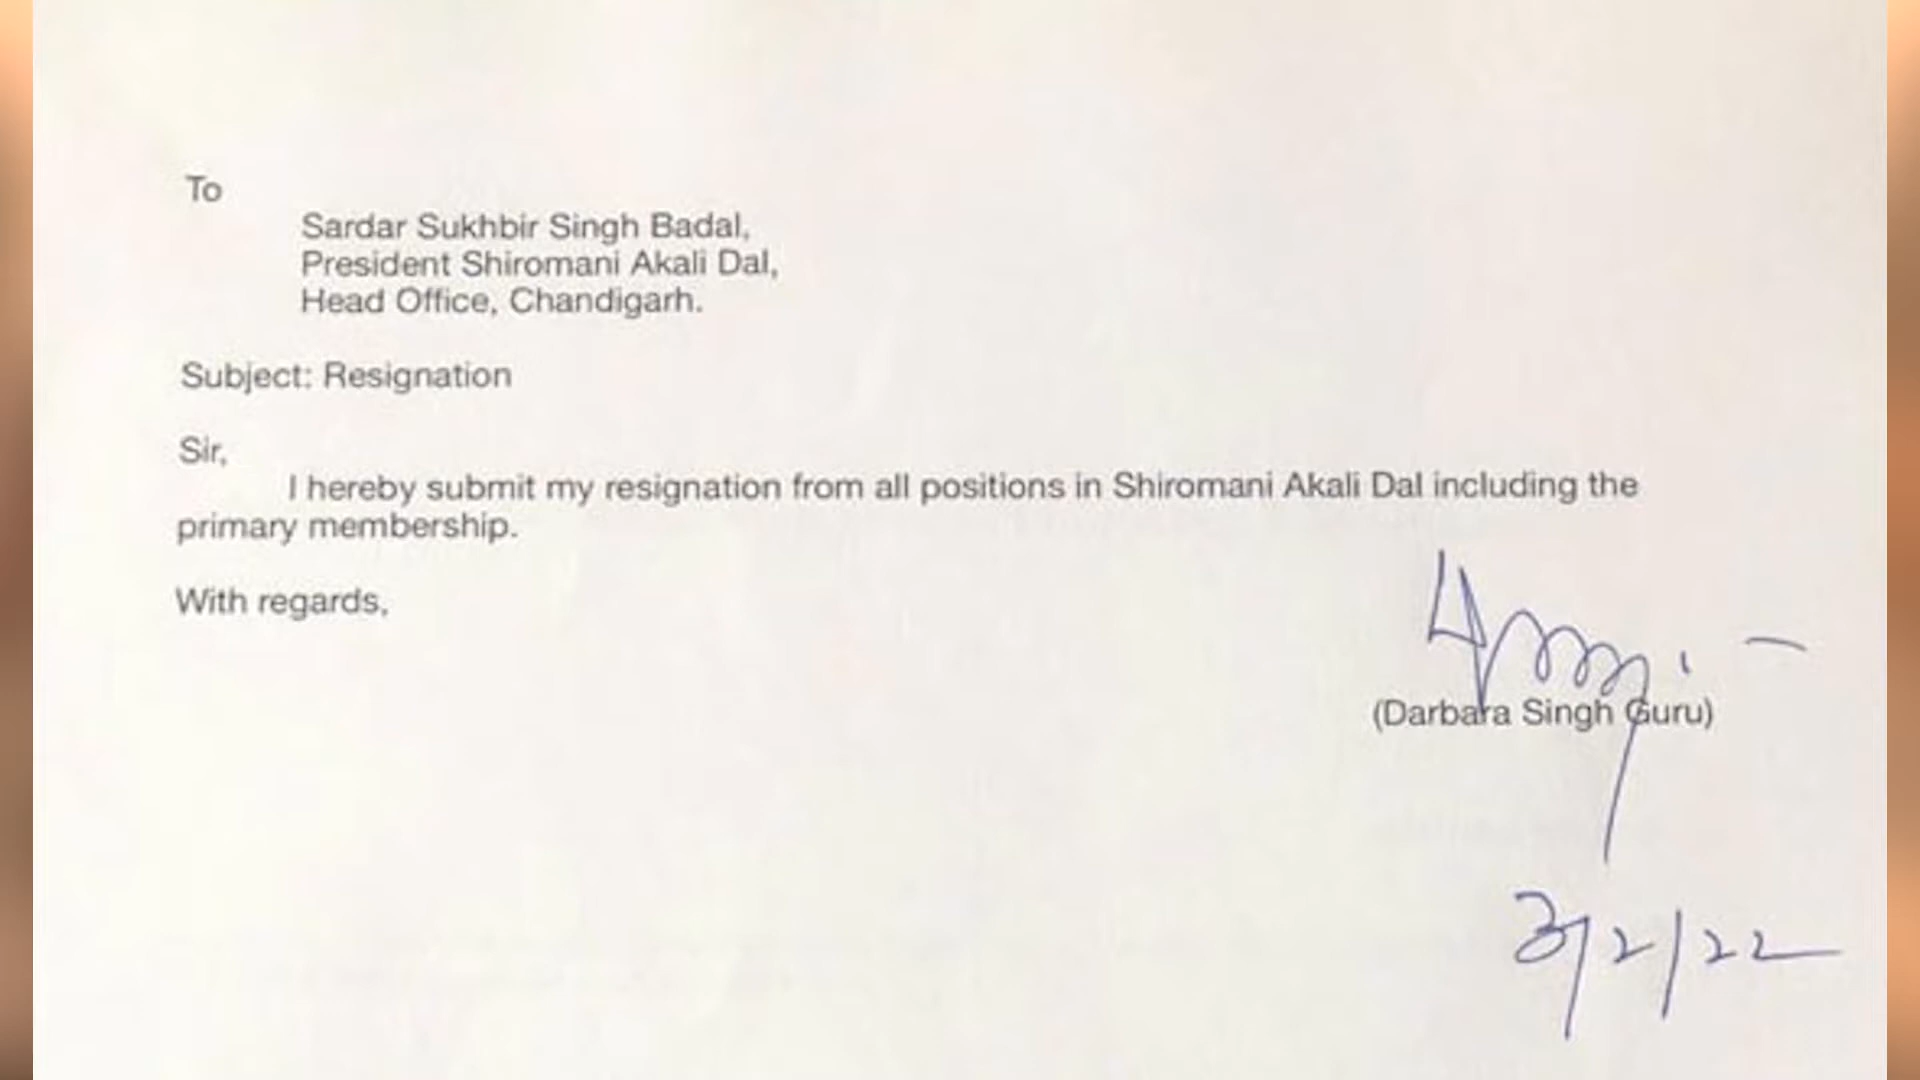 To
Sardar Sukhbir Singh Badal,
President Shiromani Akali Dal,
Head Office, Chandigarh.
Subject: Resignation
Sir,
I hereby submit my resignation from all positions in Shiromani Akali Dal including the
primary membership.
With regards,
(Darbara Singh Guru)
3/2/22